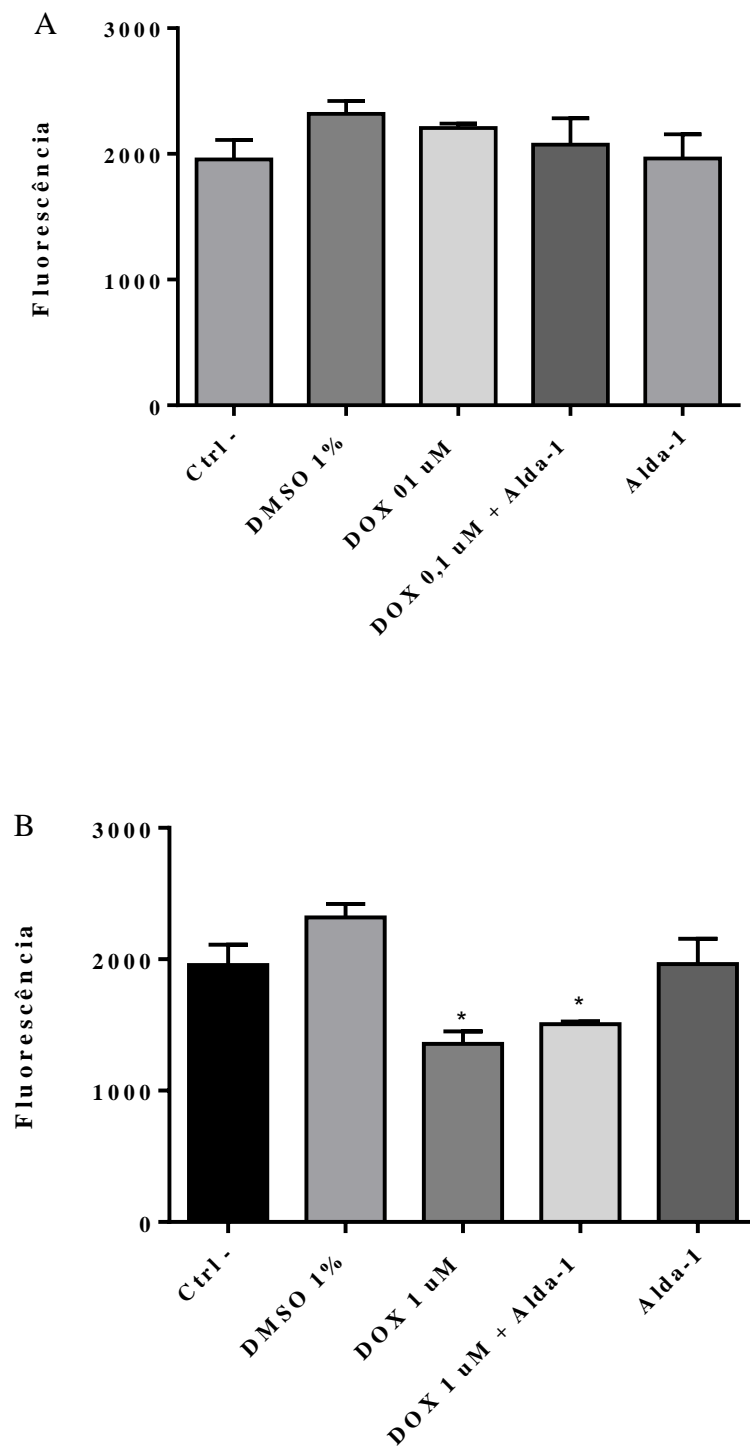 A
Fluorescência
3000
2000
1000
0
Ctrl -
DMSO 1%
DOX 01 uM
DOX 0,1 uM + Alda-1
Alda-1
B
Fluorescência
3000
2000
1000
0
*
*
Ctrl -
DMSO 1%
DOX 1 uM
DOX 1 uM + Alda-1
Alda-1